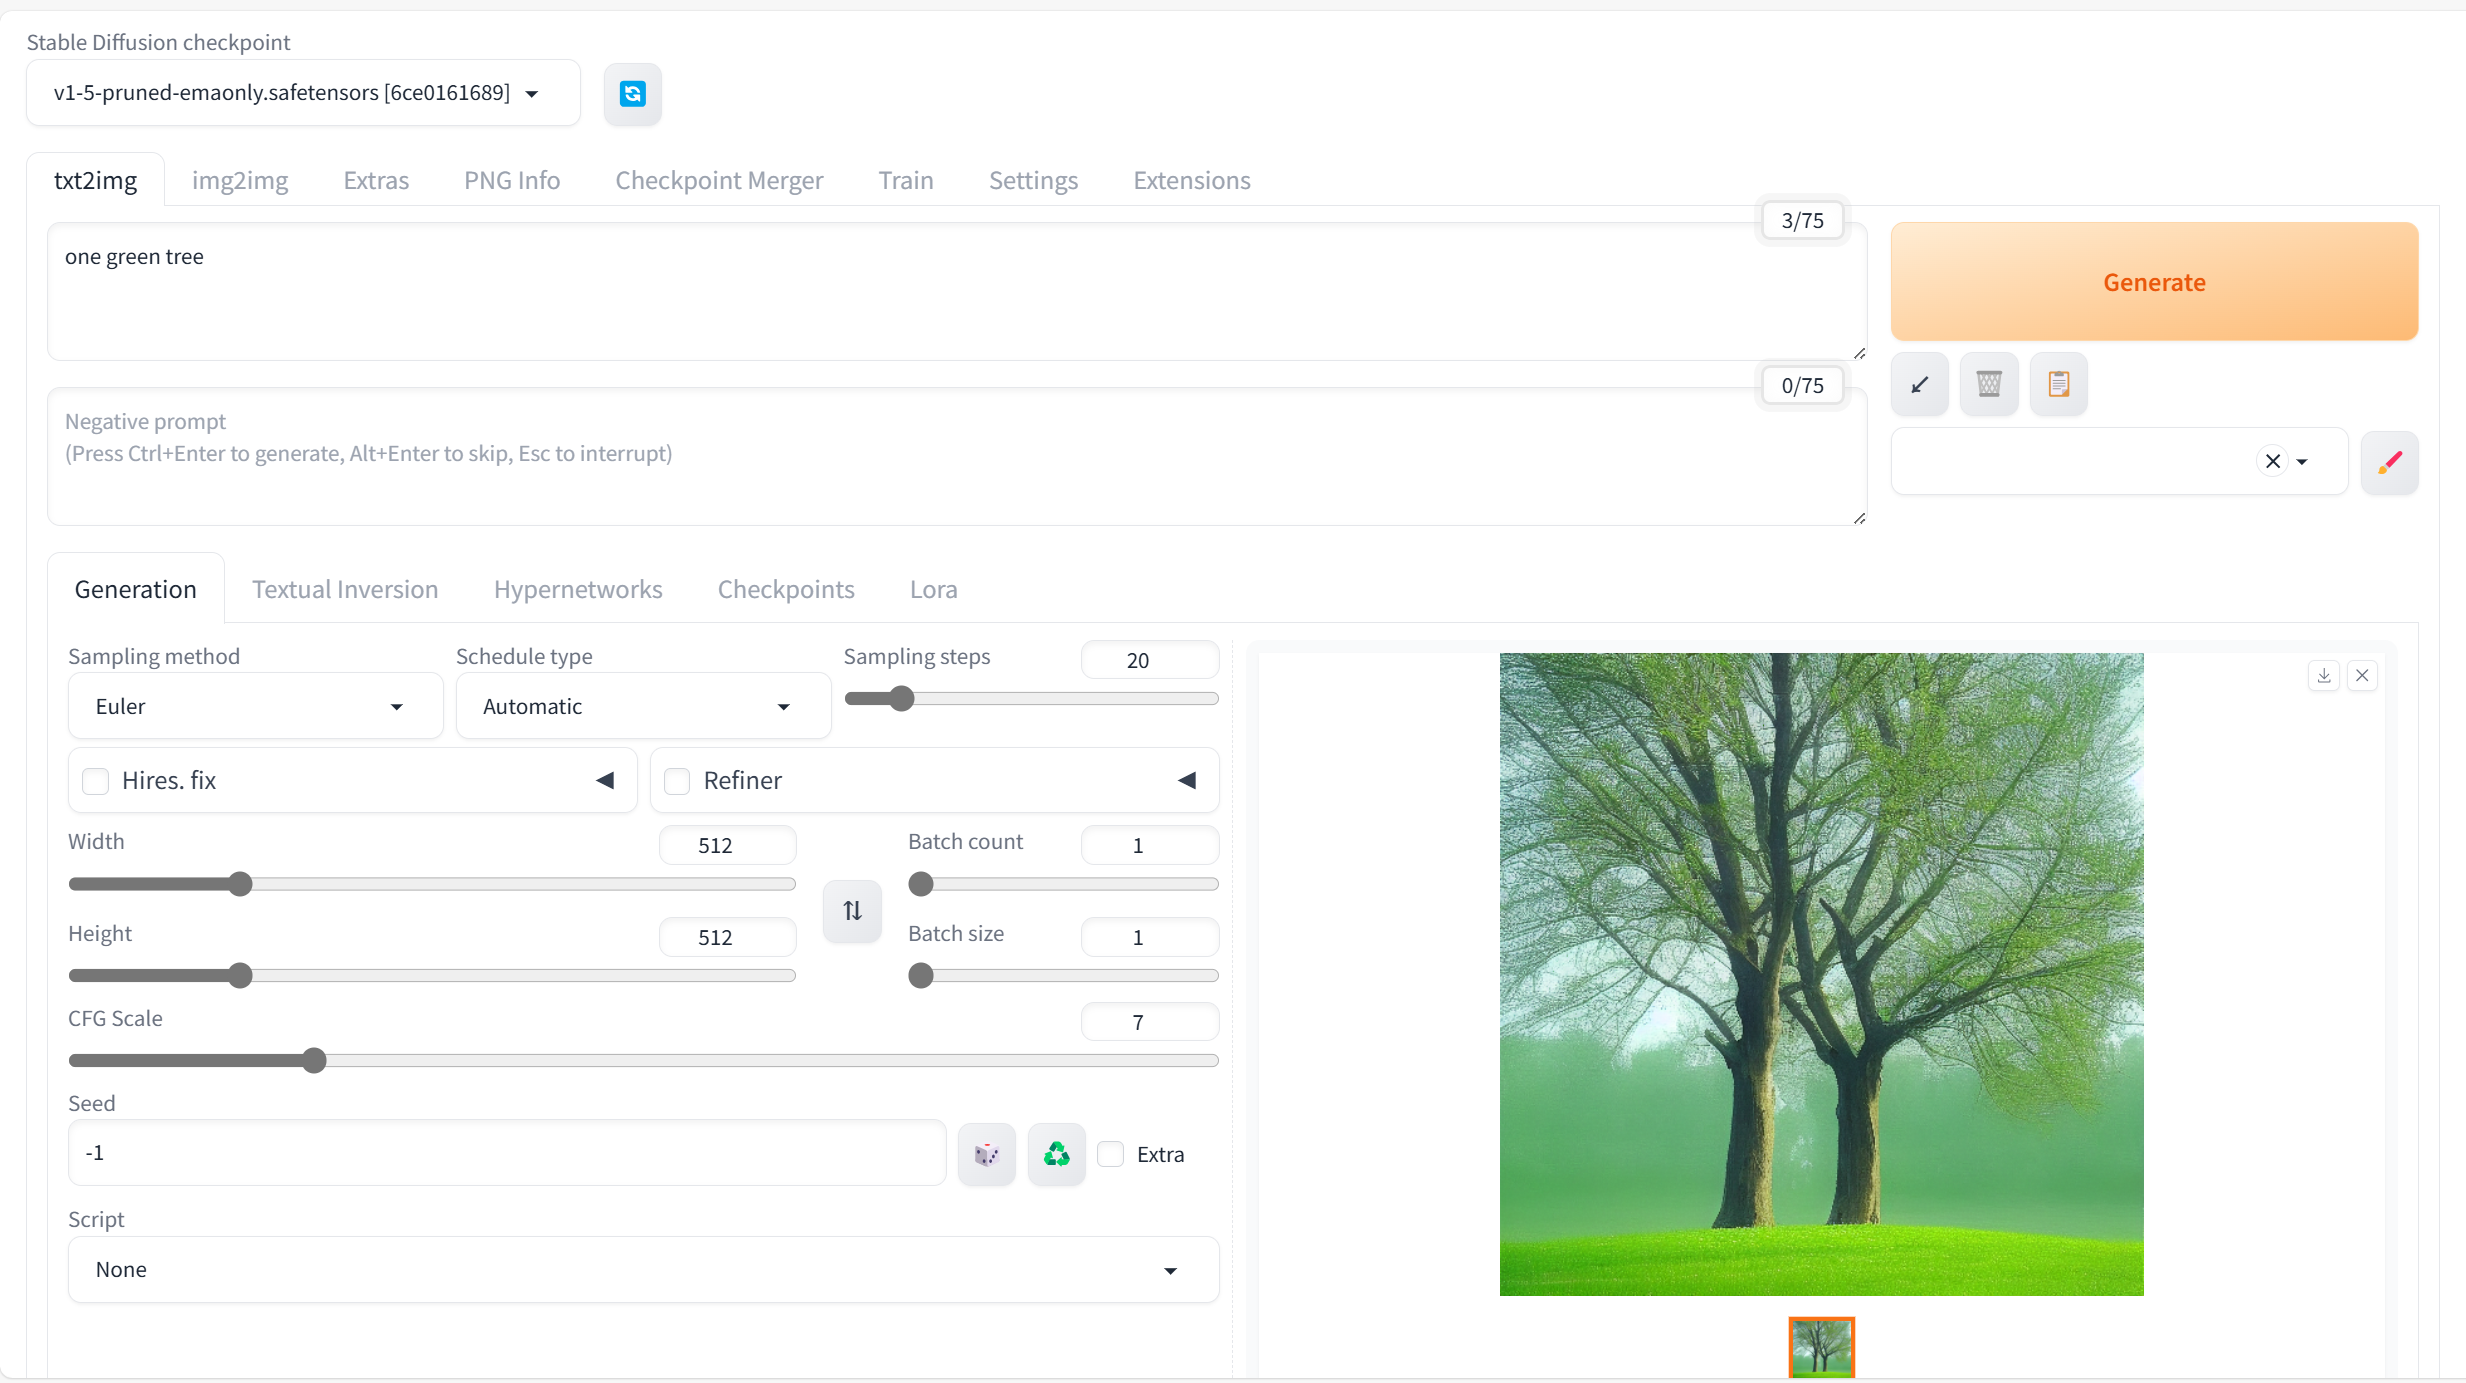 Stable Diffusion checkpoint
v1-5-pruned-emaonly.safetensors [6ce0161689]
txt2img
img2img
Extras
PNG Info
Checkpoint Merger
Train
Settings
Extensions
3/75
one green tree
Generate
0/75
Negative prompt
(Press Ctrl+Enter to generate, Alt+Enter to skip, Esc to interrupt)
Generation
Textual Inversion
Hypernetworks
Checkpoints
Lora
Sampling method
Euler
Schedule type
Automatic
Sampling steps
20
Hires. fix
Refiner
Width
512
Height
512
Batch count
1
Batch size
1
CFG Scale
7
Seed
-1
Extra
Script
None